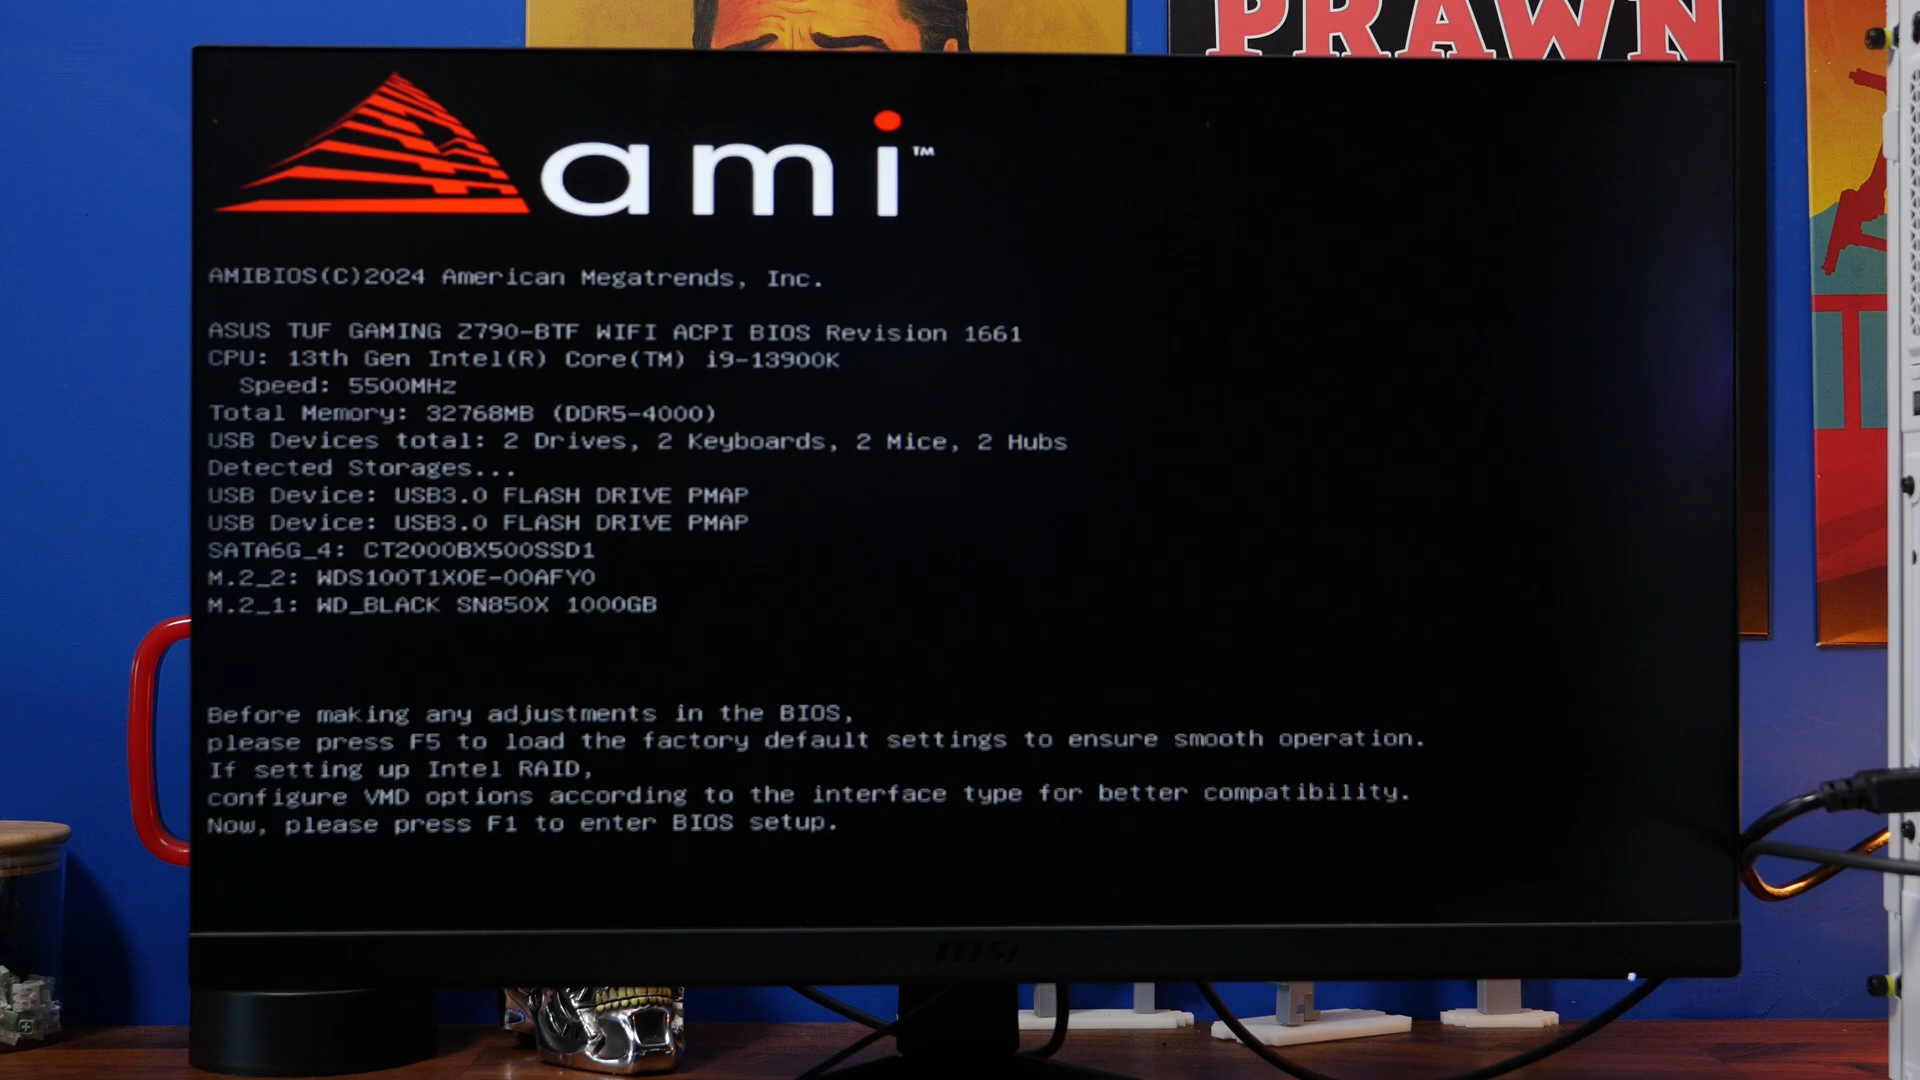 PRAWN
ami™
AMIBIOS(C)2024 American Megatrends, Inc.
ASUS TUF GAMING Z790-BTF WIFI ACPI BIOS Revision 1661
CPU: 13th Gen Intel(R) Core(TM) i9-13900K
Speed: 5500MHz
Total Memory: 32768MB (DDR5-4000)
USB Devices total: 2 Drives, 2 Keyboards, 2 Mice, 2 Hubs
Detected Storages...
USB Device: USB3.0 FLASH DRIVE PMAP
USB Device: USB3.0 FLASH DRIVE PMAP
SATA6G_4: CT2000BX500SSD1
M.2_2: WDS100T1X0E-00AFY0
M.2_1: WD_BLACK SN850X 1000GB
Before making any adjustments in the BIOS,
please press F5 to load the factory default settings to ensure smooth operation.
If setting up Intel RAID,
configure VMD options according to the interface type for better compatibility.
Now, please press F1 to enter BIOS setup.
msi